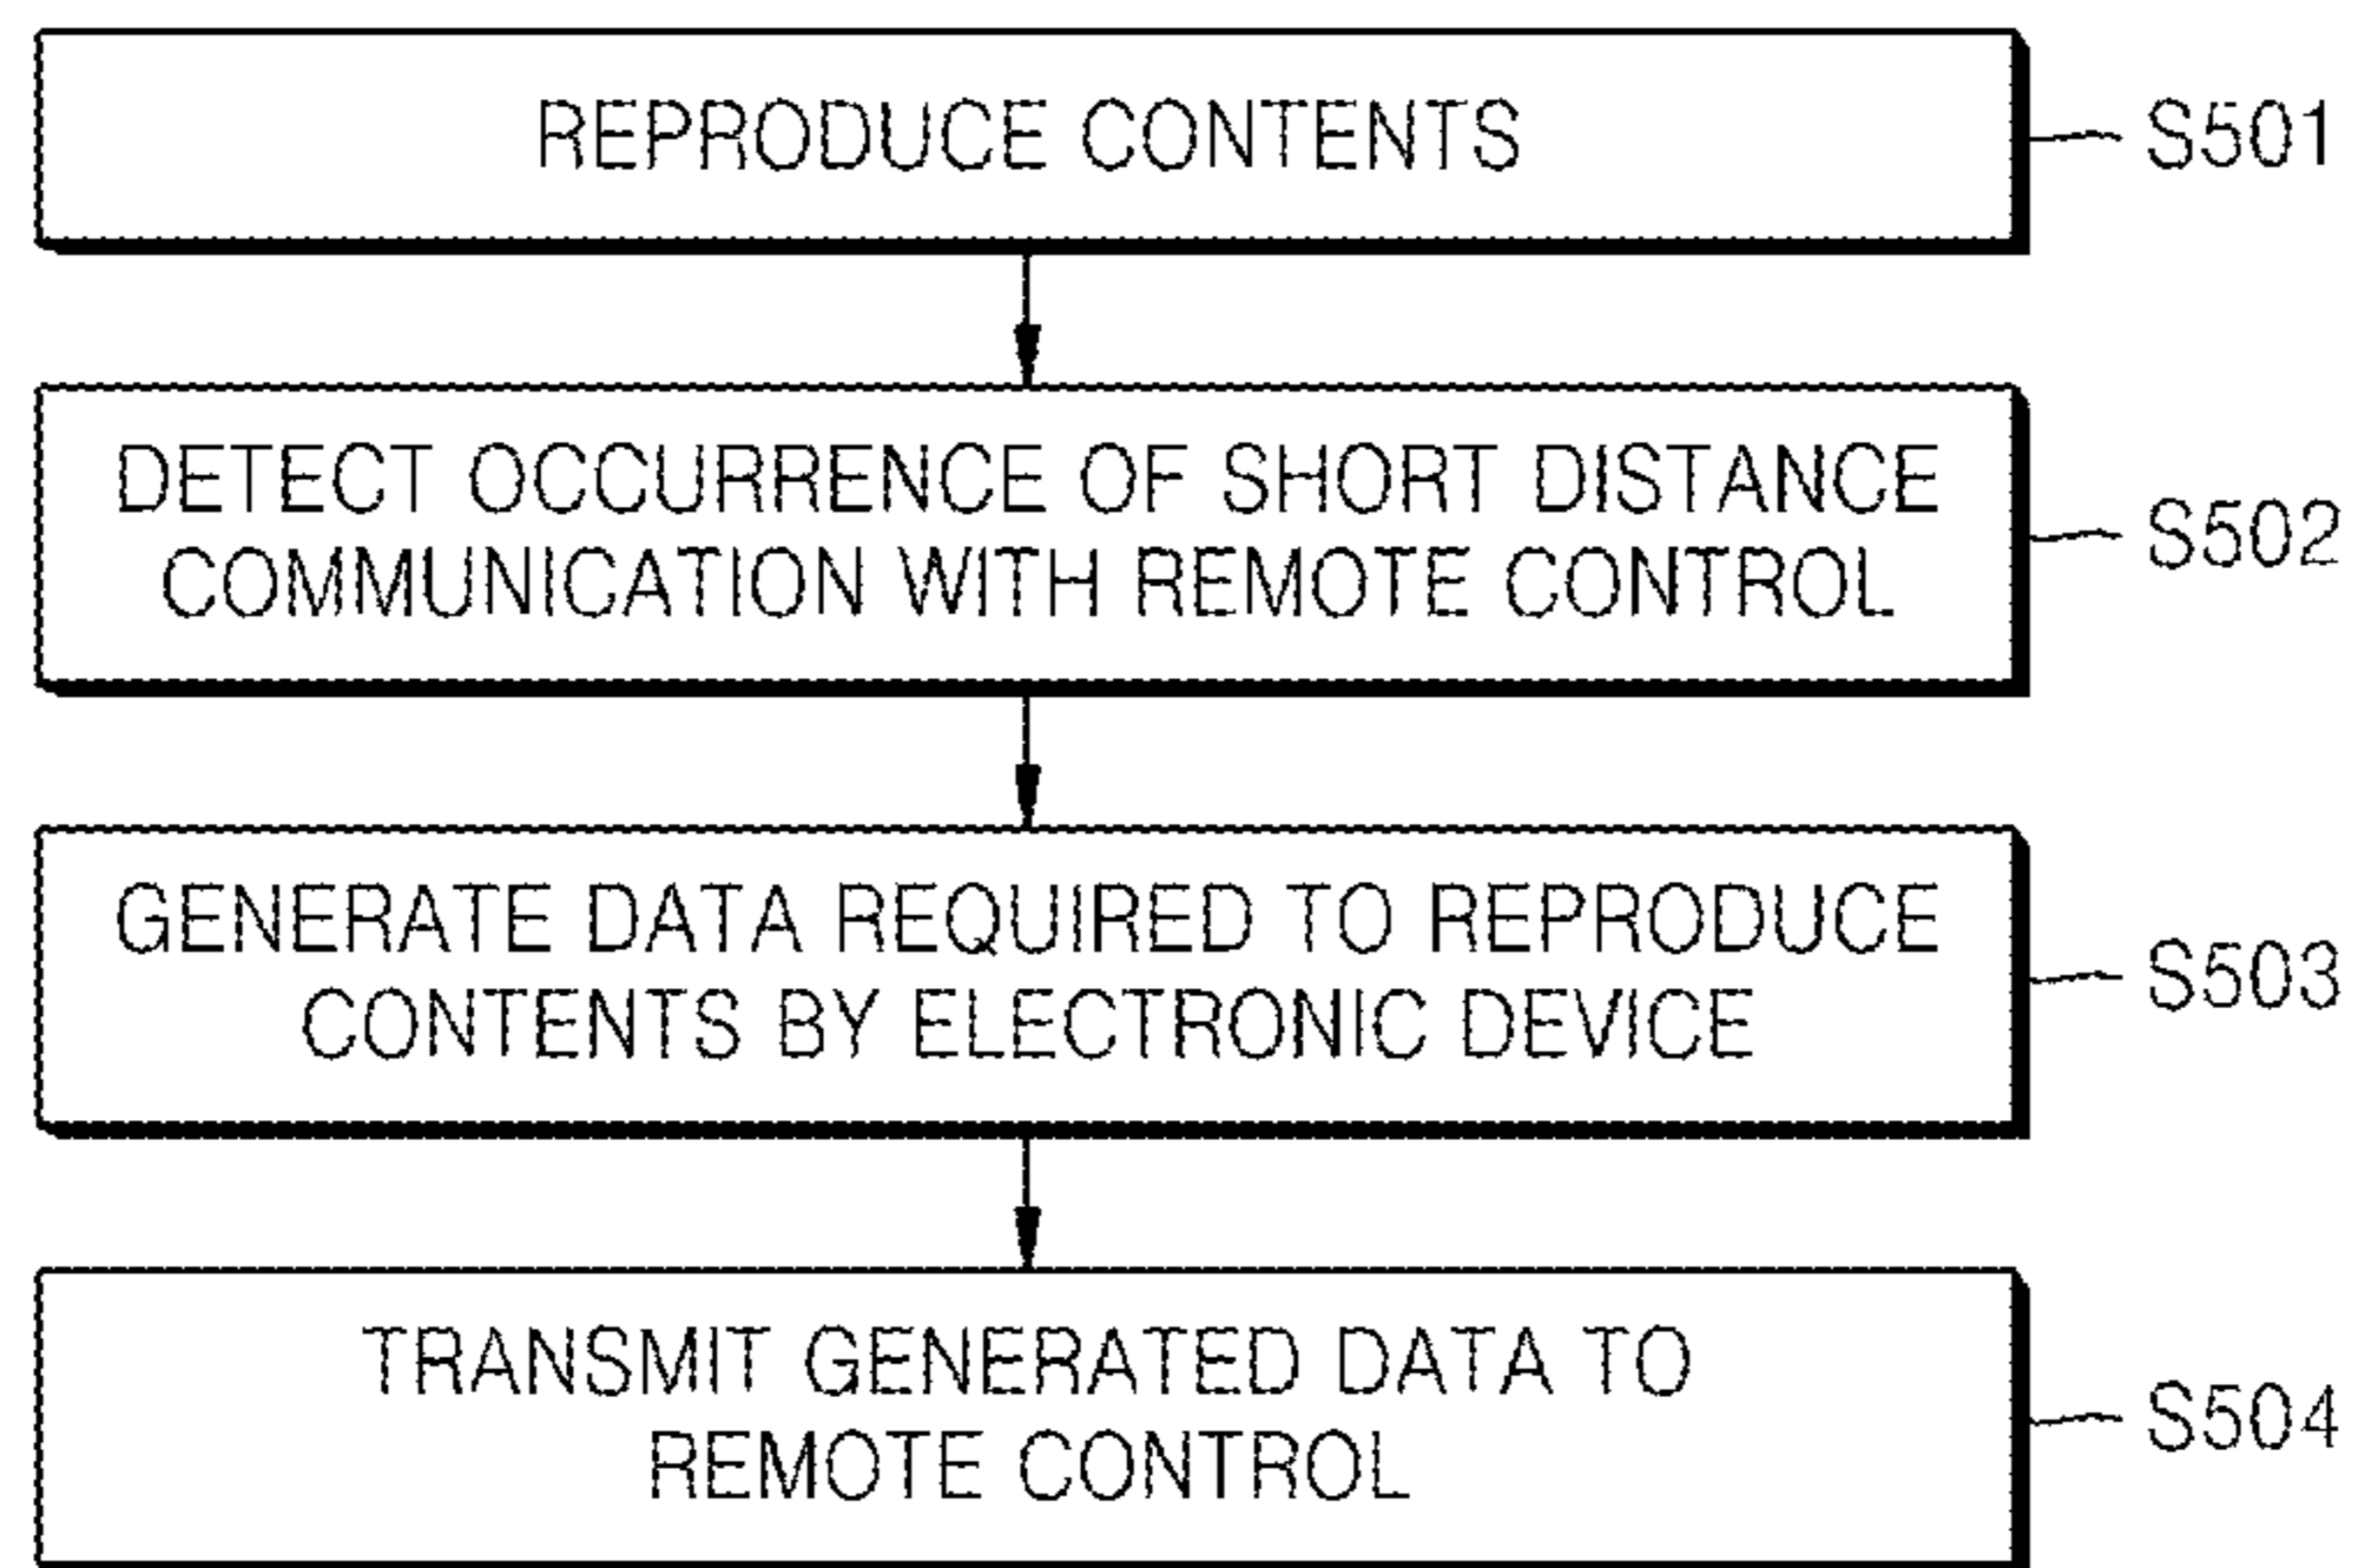 REPRODUCE CONTENTS
S501
DETECT OCCURRENCE OF SHORT DISTANCE
COMMUNICATION WITH REMOTE CONTROL
S502
GENERATE DATA REQUIRED TO REPRODUCE
CONTENTS BY ELECTRONIC DEVICE
S503
TRANSMIT GENERATED DATA TO
REMOTE CONTROL
S504